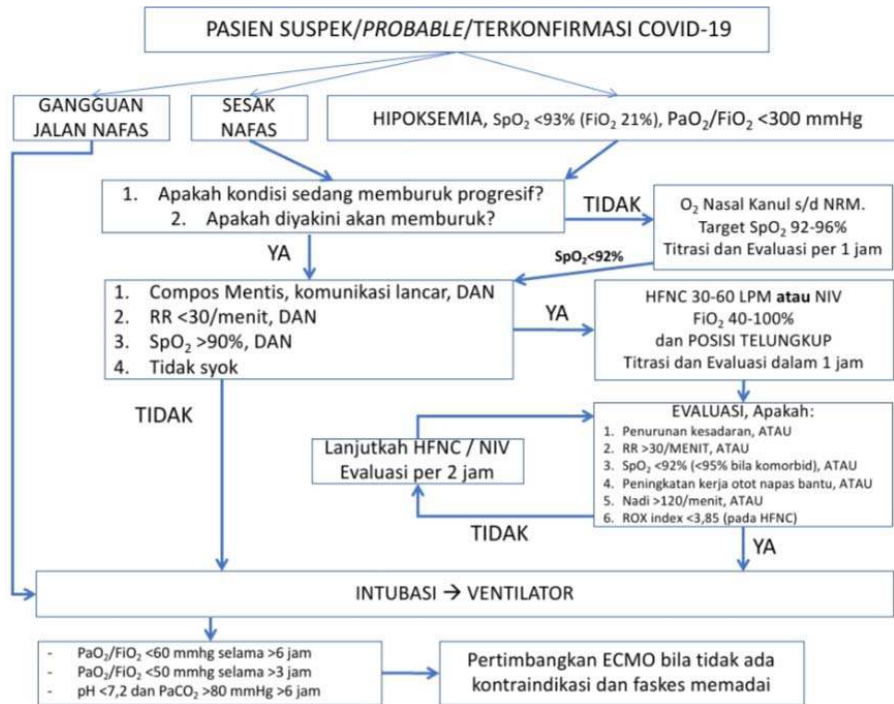 PASIEN SUSPEK/PROBABLE/TERKONFIRMASI COVID-19
GANGGUAN
JALAN NAFAS
SESAK
NAFAS
HIPOKSEMIA, SpO₂ <93% (FiO₂ 21%), PaO₂/FiO₂ <300 mmHg
1. Apakah kondisi sedang memburuk progresif?
2. Apakah diyakini akan memburuk?
TIDAK
O₂ Nasal Kanul s/d NRM.
Target SpO₂ 92-96%
Titrasi dan Evaluasi per 1 jam
YA
SpO₂<92%
1. Compos Mentis, komunikasi lancar, DAN
2. RR <30/menit, DAN
3. SpO₂ >90%, DAN
4. Tidak syok
YA
HFNC 30-60 LPM atau NIV
FiO₂ 40-100%
dan POSISI TELUNGKUP
Titrasi dan Evaluasi dalam 1 jam
TIDAK
EVALUASI, Apakah:
1. Penurunan kesadaran, ATAU
2. RR >30/MENIT, ATAU
3. SpO₂ <92% (<95% bila komorbid), ATAU
4. Peningkatan kerja otot napas bantu, ATAU
5. Nadi >120/menit, ATAU
6. ROX index <3,85 (pada HFNC)
Lanjutkah HFNC / NIV
Evaluasi per 2 jam
TIDAK
YA
INTUBASI → VENTILATOR
- PaO₂/FiO₂ <60 mmhg selama >6 jam
- PaO₂/FiO₂ <50 mmhg selama >3 jam
- pH <7,2 dan PaCO₂ >80 mmHg >6 jam
Pertimbangkan ECMO bila tidak ada
kontraindikasi dan faskes memadai